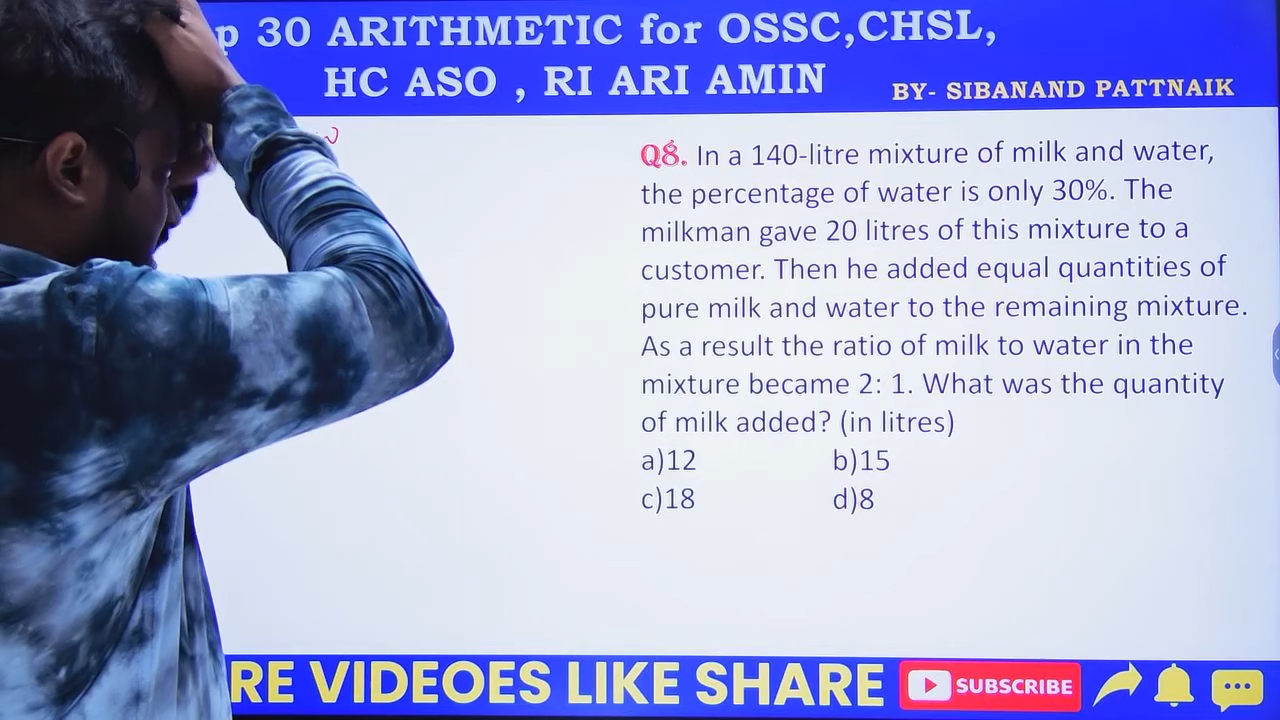 p 30 ARITHMETIC for OSSC,CHSL,
HC ASO , RI ARI AMIN
BY- SIBANAND PATTNAIK
Q8. In a 140-litre mixture of milk and water,
the percentage of water is only 30%. The
milkman gave 20 litres of this mixture to a
customer. Then he added equal quantities of
pure milk and water to the remaining mixture.
As a result the ratio of milk to water in the
mixture became 2: 1. What was the quantity
of milk added? (in litres)
a)12 b)15
c)18 d)8
RE VIDEOES LIKE SHARE
SUBSCRIBE